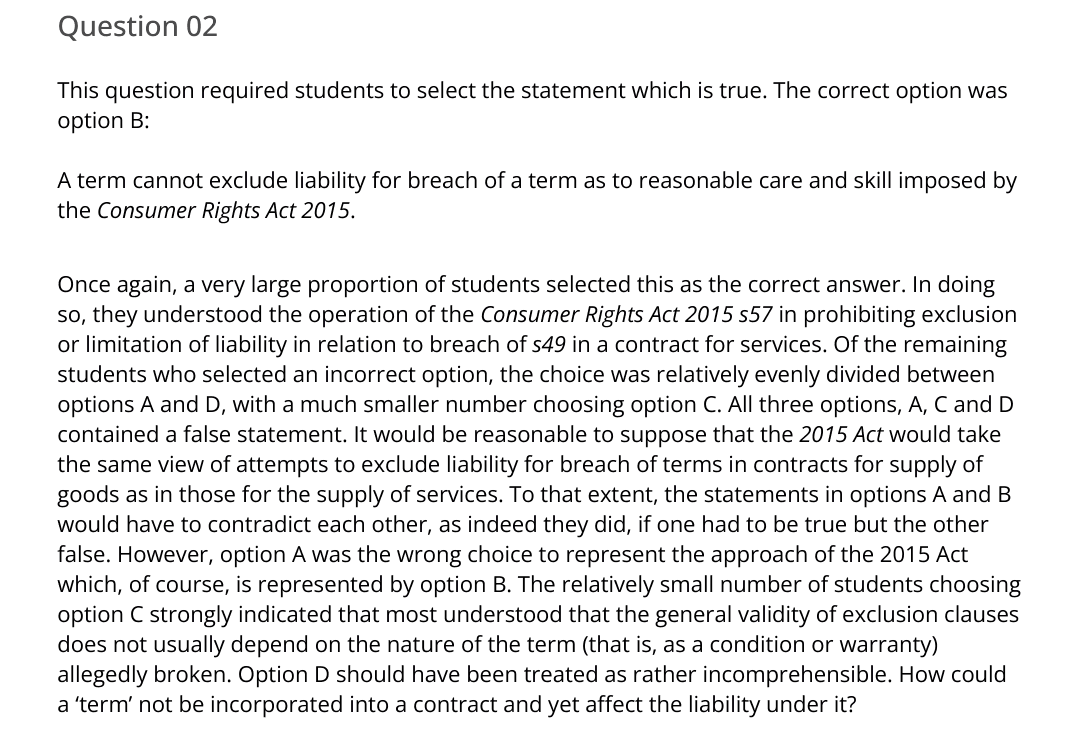 Question 02
This question required students to select the statement which is true. The correct option was
option B:
A term cannot exclude liability for breach of a term as to reasonable care and skill imposed by
the Consumer Rights Act 2015.
Once again, a very large proportion of students selected this as the correct answer. In doing
so, they understood the operation of the Consumer Rights Act 2015 s57 in prohibiting exclusion
or limitation of liability in relation to breach of s49 in a contract for services. Of the remaining
students who selected an incorrect option, the choice was relatively evenly divided between
options A and D, with a much smaller number choosing option C. All three options, A, C and D
contained a false statement. It would be reasonable to suppose that the 2015 Act would take
the same view of attempts to exclude liability for breach of terms in contracts for supply of
goods as in those for the supply of services. To that extent, the statements in options A and B
would have to contradict each other, as indeed they did, if one had to be true but the other
false. However, option A was the wrong choice to represent the approach of the 2015 Act
which, of course, is represented by option B. The relatively small number of students choosing
option C strongly indicated that most understood that the general validity of exclusion clauses
does not usually depend on the nature of the term (that is, as a condition or warranty)
allegedly broken. Option D should have been treated as rather incomprehensible. How could
a ‘term’ not be incorporated into a contract and yet affect the liability under it?